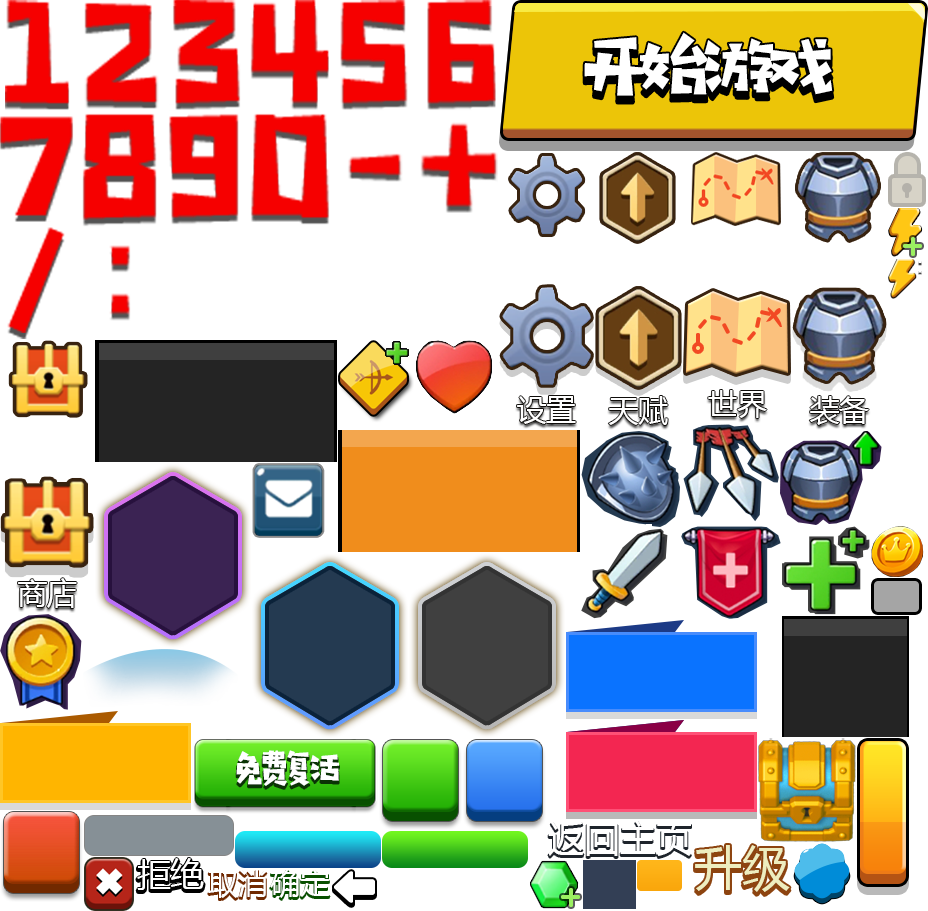 123456
开始游戏
7890-+
/:
设置
天赋
世界
装备
商店
免费复活
返回主页
拒绝
取消
确定
升级